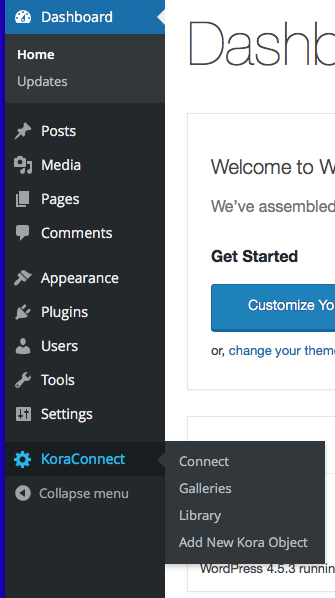 Dashboard
Home
Updates
Posts
Media
Pages
Comments
Appearance
Plugins
Users
Tools
Settings
KoraConnect
Collapse menu
Connect
Galleries
Library
Add New Kora Object
Dashb
Welcome to W
We've assembled
Get Started
Customize Yo
or, change your them
WordPress 4.5.3 runnin